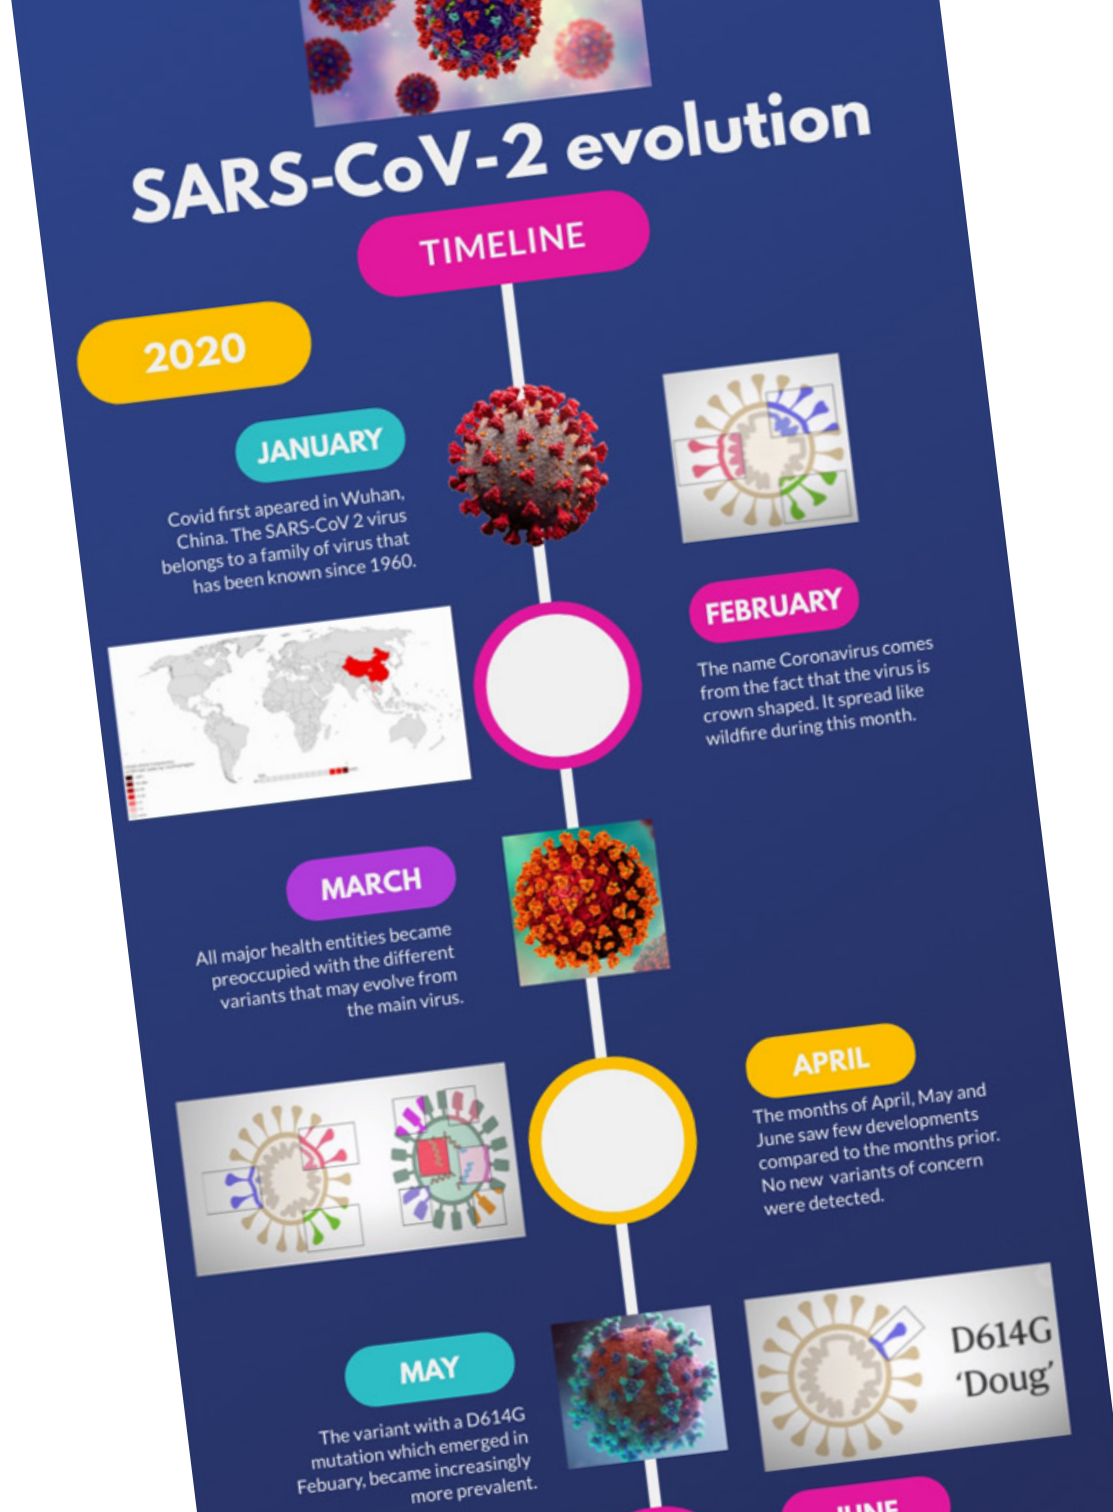 SARS-CoV-2 evolution
TIMELINE
2020
JANUARY
Covid first apeared in Wuhan,
China. The SARS-CoV 2 virus
belongs to a family of virus that
has been known since 1960.
FEBRUARY
The name Coronavirus comes
from the fact that the virus is
crown shaped. It spread like
wildfire during this month.
MARCH
All major health entities became
preoccupied with the different
variants that may evolve from
the main virus.
APRIL
The months of April, May and
June saw few developments
compared to the months prior.
No new variants of concern
were detected.
MAY
The variant with a D614G
mutation which emerged in
Febuary, became increasingly
more prevalent.
D614G
‘Doug’
JUNE